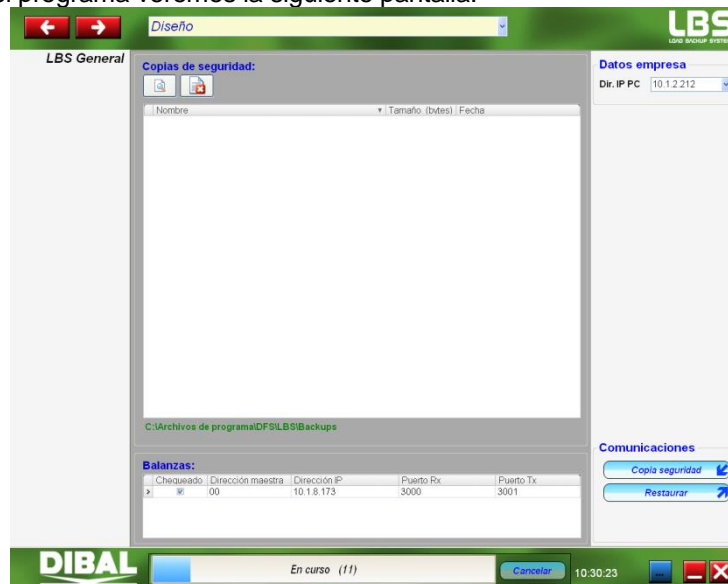 el programa veremos la siguiente pantalla:
Diseño
LBS
LOAD BACKUP SYSTEM
LBS General
Copias de seguridad:
Nombre Tamaño (bytes) Fecha
C:\Archivos de programa\DFS\LBS\Backups
Balanzas:
Chequeado Dirección maestra Dirección IP Puerto Rx Puerto Tx
00 10.1.8.173 3000 3001
Datos empresa
Dir. IP PC 10.1.2.212
Comunicaciones
Copia seguridad
Restaurar
DIBAL
En curso (11)
Cancelar
10:30:23